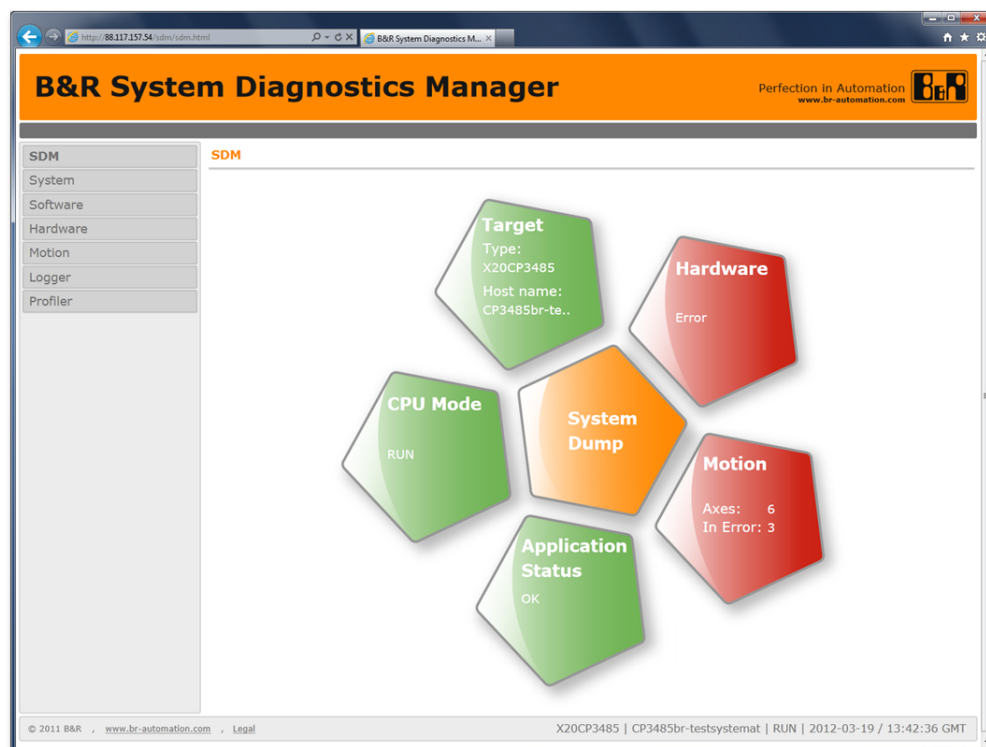 http://88.117.157.54/sdm/sdm.html
B&R System Diagnostics M...
B&R System Diagnostics Manager
Perfection in Automation
www.br-automation.com
B&R
SDM
System
Software
Hardware
Motion
Logger
Profiler
SDM
Target
Type:
X20CP3485
Host name:
CP3485br-te..
Hardware
Error
CPU Mode
RUN
System
Dump
Motion
Axes: 6
In Error: 3
Application
Status
OK
© 2011 B&R , www.br-automation.com , Legal
X20CP3485 | CP3485br-testsystemat | RUN | 2012-03-19 / 13:42:36 GMT